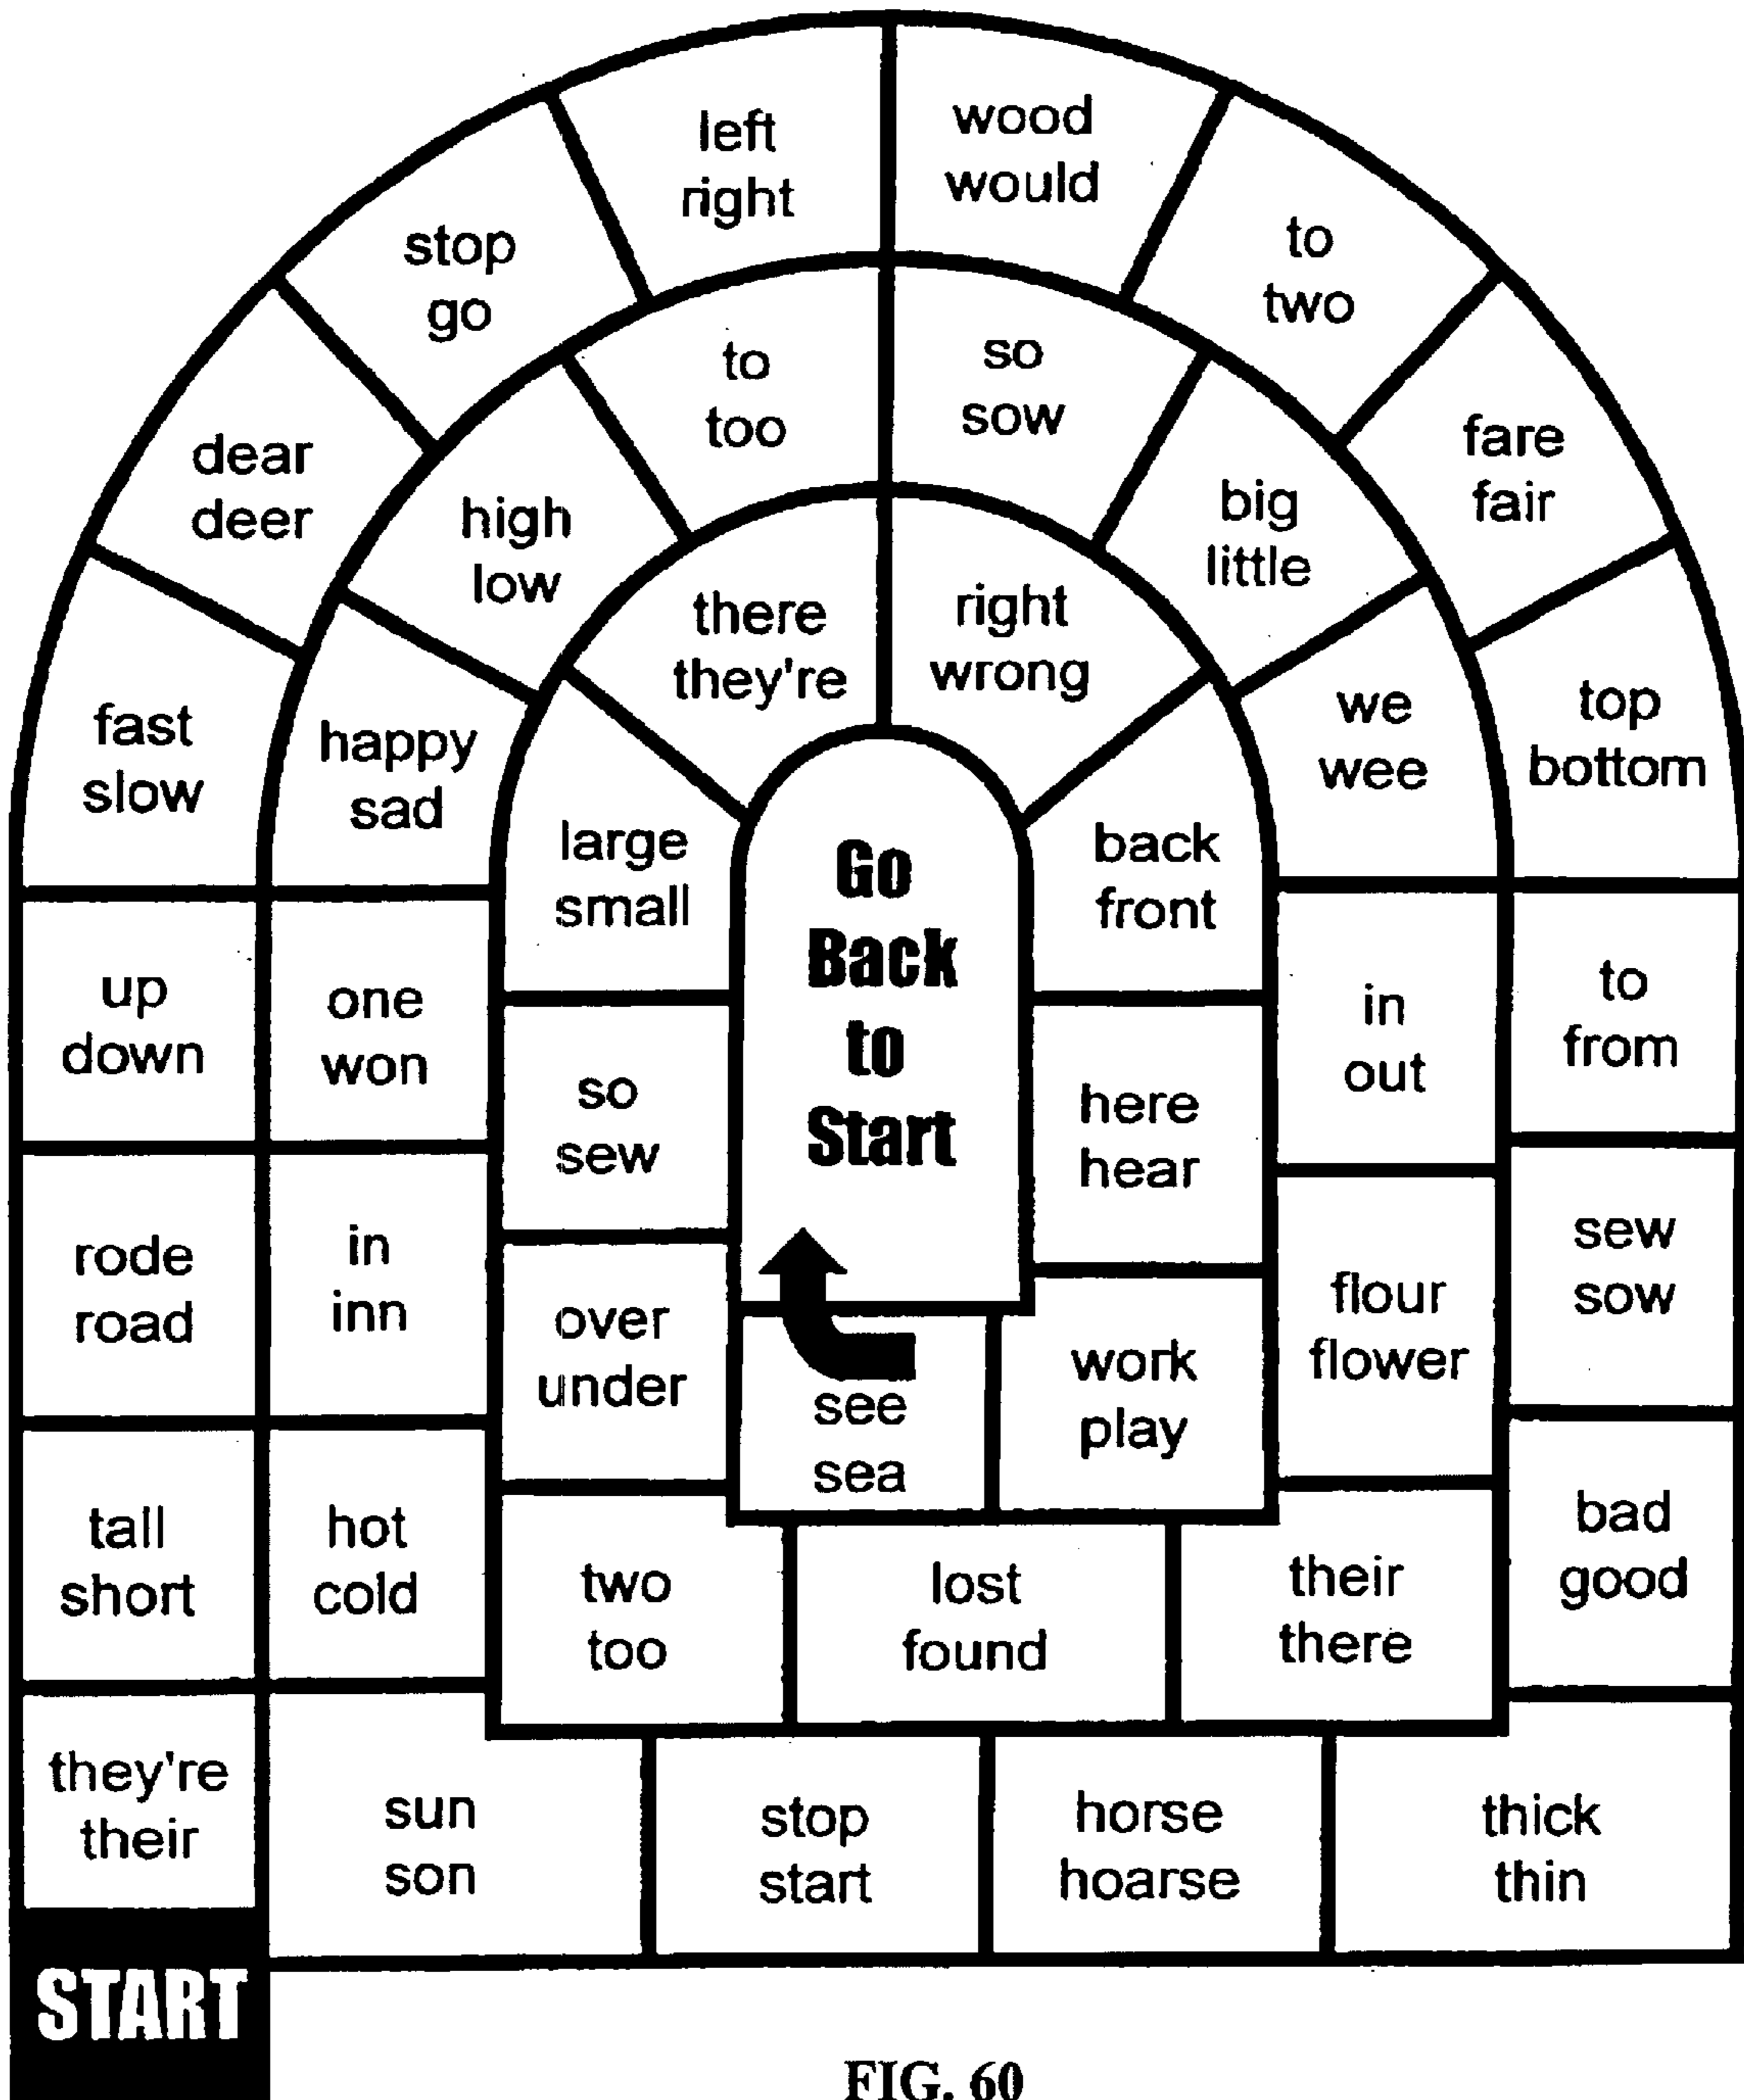 START
they're
their
tall
short
rode
road
up
down
fast
slow
dear
deer
stop
go
left
right
wood
would
to
two
fare
fair
top
bottom
to
from
sew
sow
bad
good
thick
thin
horse
hoarse
stop
start
sun
son
hot
cold
in
inn
one
won
happy
sad
high
low
to
too
so
sow
big
little
we
wee
in
out
flour
flower
their
there
lost
found
two
too
over
under
so
sew
large
small
there
they're
right
wrong
back
front
here
hear
work
play
see
sea
Go
Back
to
Start
FIG. 60